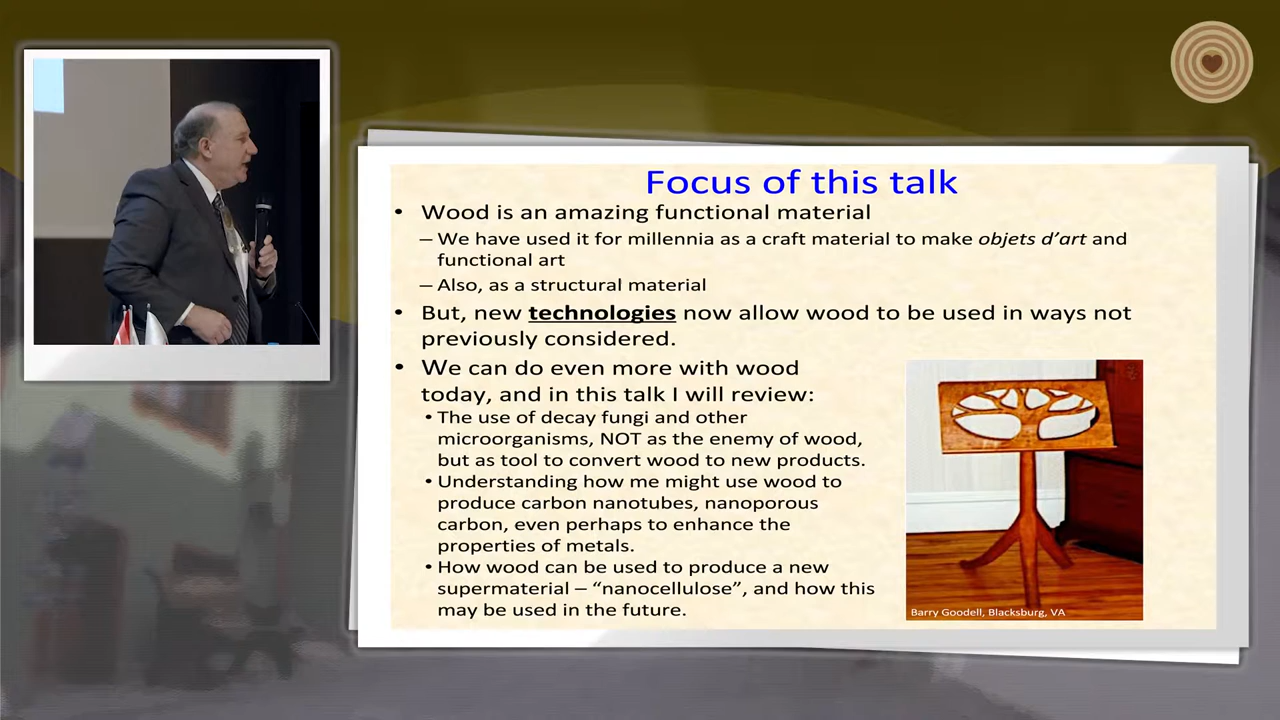 Focus of this talk
• Wood is an amazing functional material
– We have used it for millennia as a craft material to make objets d’art and
functional art
– Also, as a structural material
• But, new technologies now allow wood to be used in ways not
previously considered.
• We can do even more with wood
today, and in this talk I will review:
• The use of decay fungi and other
microorganisms, NOT as the enemy of wood,
but as tool to convert wood to new products.
• Understanding how me might use wood to
produce carbon nanotubes, nanoporous
carbon, even perhaps to enhance the
properties of metals.
• How wood can be used to produce a new
supermaterial – “nanocellulose”, and how this
may be used in the future.
Barry Goodell, Blacksburg, VA